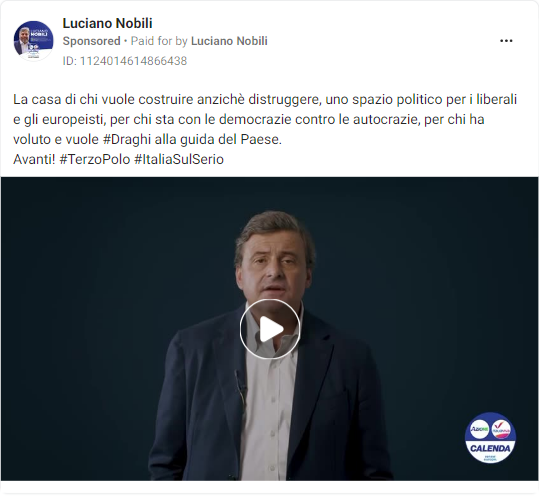 Luciano Nobili
Sponsored • Paid for by Luciano Nobili
ID: 1124014614866438
La casa di chi vuole costruire anzichè distruggere, uno spazio politico per i liberali
e gli europeisti, per chi sta con le democrazie contro le autocrazie, per chi ha
voluto e vuole #Draghi alla guida del Paese.
Avanti! #TerzoPolo #ItaliaSulSerio
LUCIANO
NOBILI
CALENDA